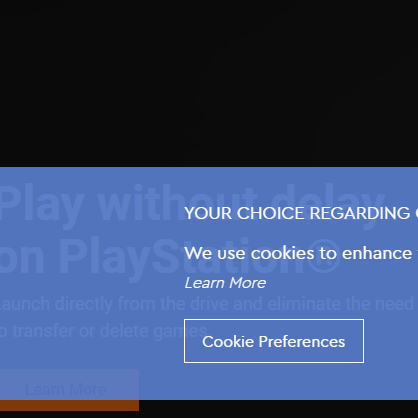 Play without delay
YOUR CHOICE REGARDING
on PlayStation®
We use cookies to enhance
Learn More
Launch directly from the drive and eliminate the need
to transfer or delete games.
Cookie Preferences
Learn More